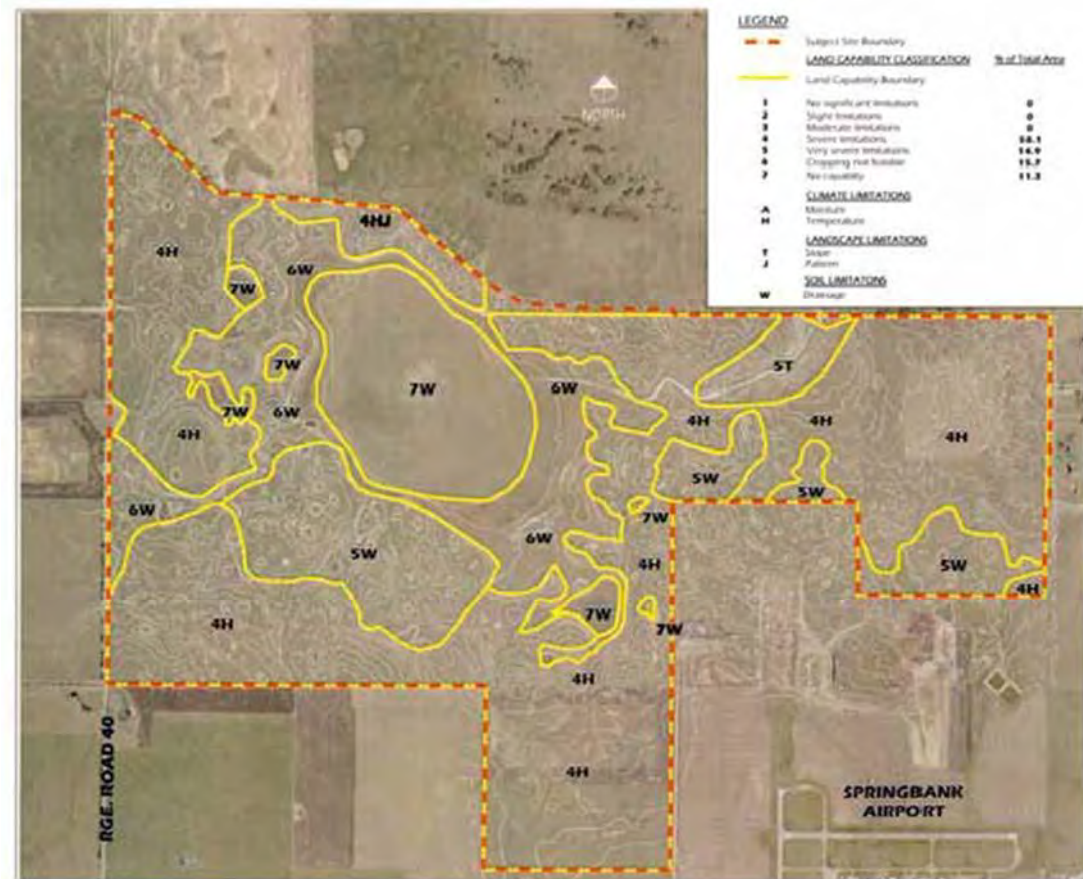 LEGEND
Subject Site Boundary
LAND CAPABILITY CLASSIFICATION % of Total Area
Land Capability Boundary
1 No significant limitations 0
2 Slight limitations 0
3 Moderate limitations 0
4 Severe limitations 58.1
5 Very severe limitations 14.9
6 Cropping not feasible 15.7
7 No capability 11.3
CLIMATE LIMITATIONS
A Moisture
H Temperature
LANDSCAPE LIMITATIONS
T Slope
J Pattern
SOIL LIMITATONS
W Drainage
NORTH
4HJ
4H
6W
7W
7W
7W
6W
7W
4H
6W
5T
4H
4H
4H
5W
5W
6W
7W
6W
5W
4H
5W
4H
7W
7W
4H
4H
4H
RGE. ROAD 40
SPRINGBANK
AIRPORT